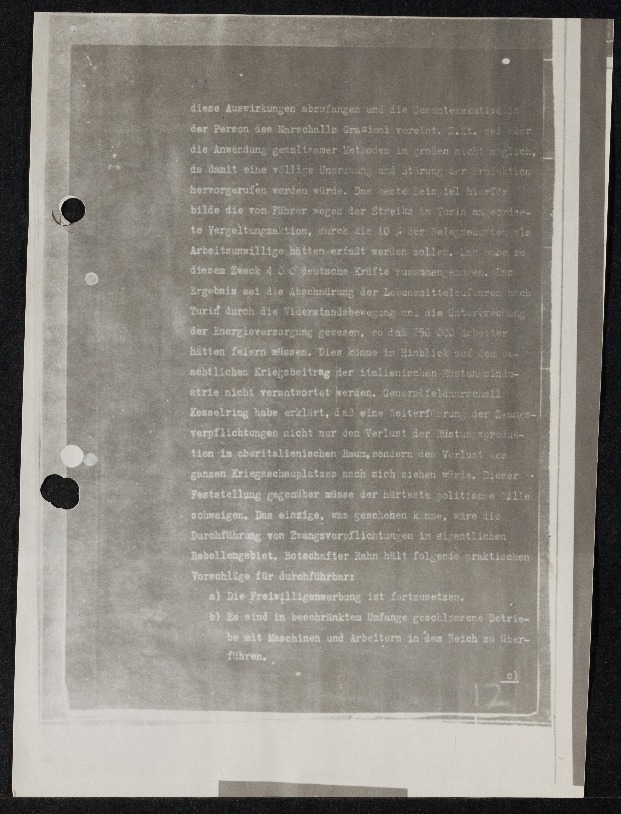 diese Auswirkungen abzufangen und die Gesamtexekutive in
der Person des Marschalls Graziani vereint. Z.Zt. sei aber
die Anwendung gewaltsamer Methoden im großen nicht möglich,
da damit eine völlige Unordnung und Störung der Produktion
hervorgerufen werden würde. Das beste Beispiel hierfür
bilde die vom Führer wegen der Streiks in Turin angeordne-
te Vergeltungsaktion, durch die 10 % der Belegschaften als
Arbeitsunwillige hätten erfaßt werden sollen. Man habe zu
diesem Zweck 4 000 deutsche Kräfte zusammengezogen. Das
Ergebnis sei die Abschnürung der Lebensmittelzufuhren nach
Turin durch die Widerstandsbewegung und die Unterbrechung
der Energieversorgung gewesen, so daß 250 000 Arbeiter
hätten feiern müssen. Dies könne im Hinblick auf den be-
achtlichen Kriegsbeitrag der italienischen Rüstungsindu-
strie nicht verantwortet werden. Generalfeldmarschall
Kesselring habe erklärt, daß eine Weiterführung der Zwangs-
verpflichtungen nicht nur den Verlust der Rüstungsproduk-
tion im oberitalienischen Raum, sondern den Verlust des
ganzen Kriegsschauplatzes nach sich ziehen würde. Dieser
Feststellung gegenüber müsse der härteste politische Wille
schweigen. Das einzige, was geschehen könne, wäre die
Durchführung von Zwangsverpflichtungen im eigentlichen
Rebellengebiet. Botschafter Rahn hält folgende praktischen
Vorschläge für durchführbar:
a) Die Freiwilligenwerbung ist fortzusetzen.
b) Es sind in beschränktem Umfange geschlossene Betrie-
be mit Maschinen und Arbeitern in das Reich zu über-
führen.
c)
12